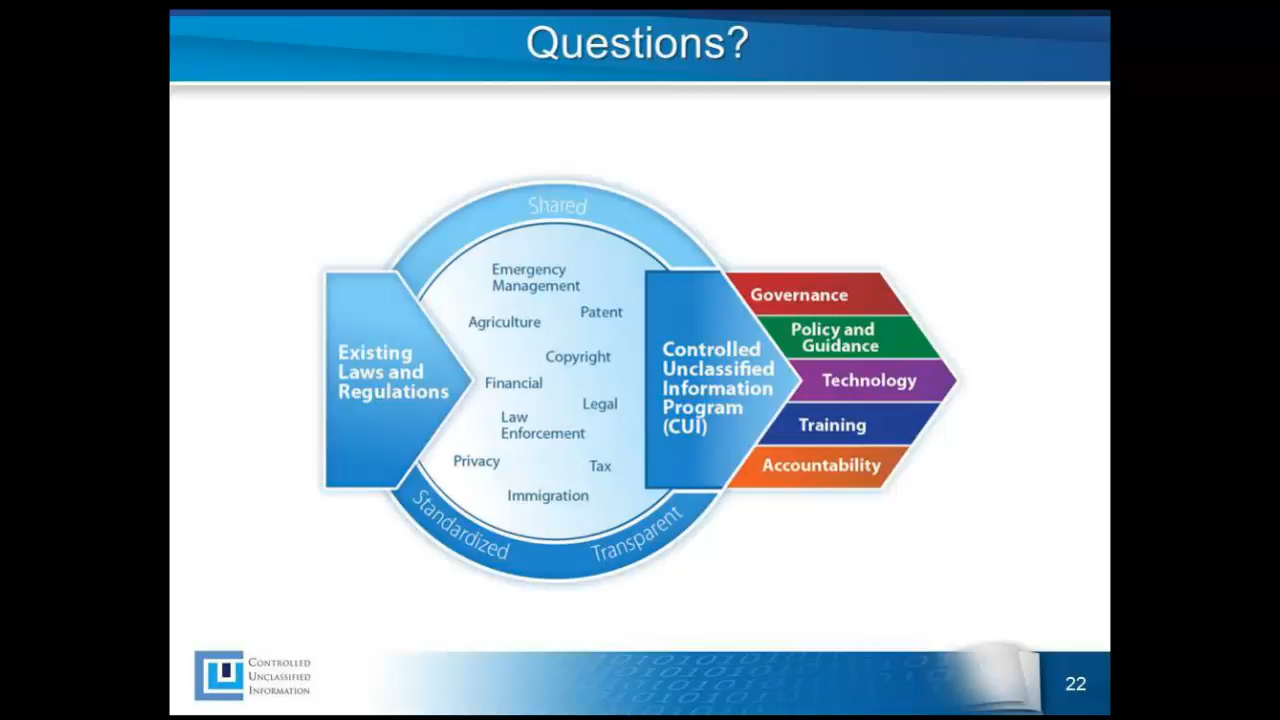 Questions?
Shared
Emergency
Management
Patent
Agriculture
Copyright
Financial
Legal
Law
Enforcement
Privacy
Tax
Immigration
Standardized
Transparent
Existing
Laws and
Regulations
Controlled
Unclassified
Information
Program
(CUI)
Governance
Policy and
Guidance
Technology
Training
Accountability
CONTROLLED
UNCLASSIFIED
INFORMATION
22